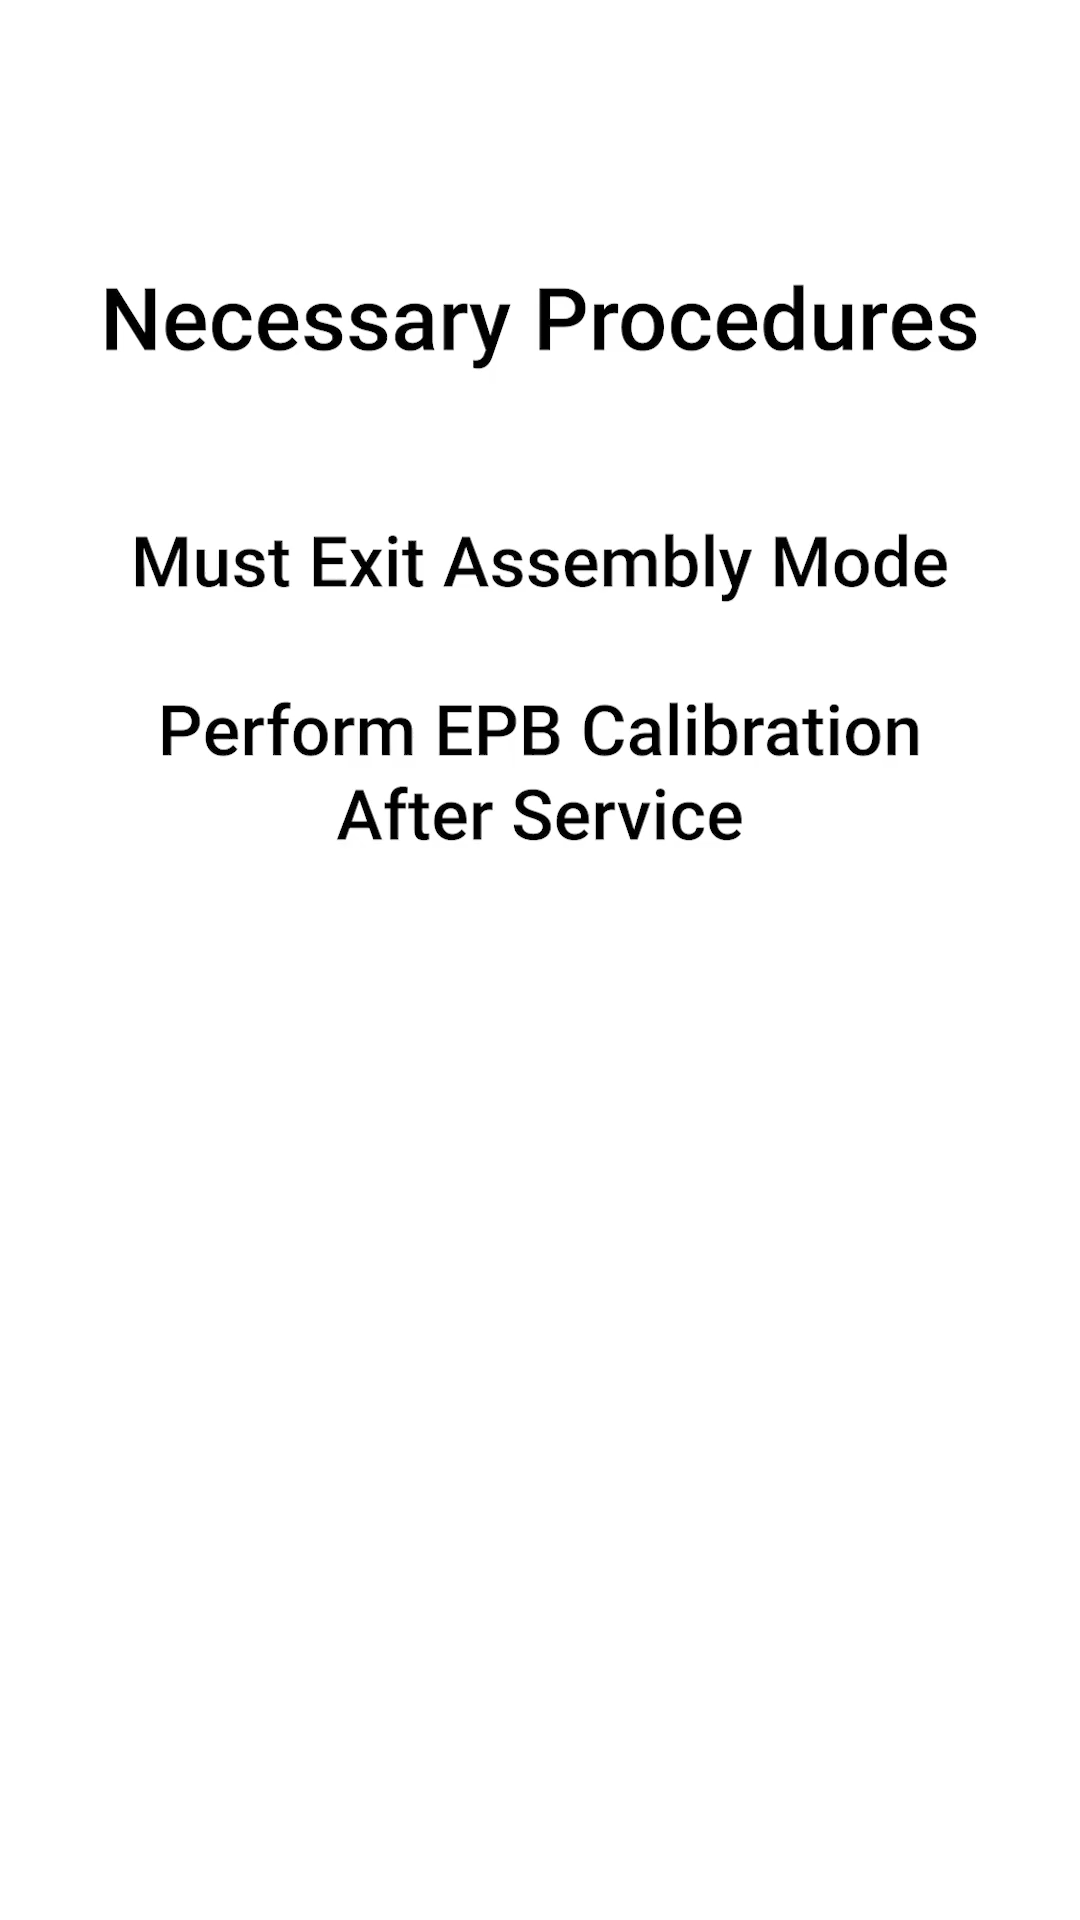 Necessary Procedures
Must Exit Assembly Mode
Perform EPB Calibration
After Service